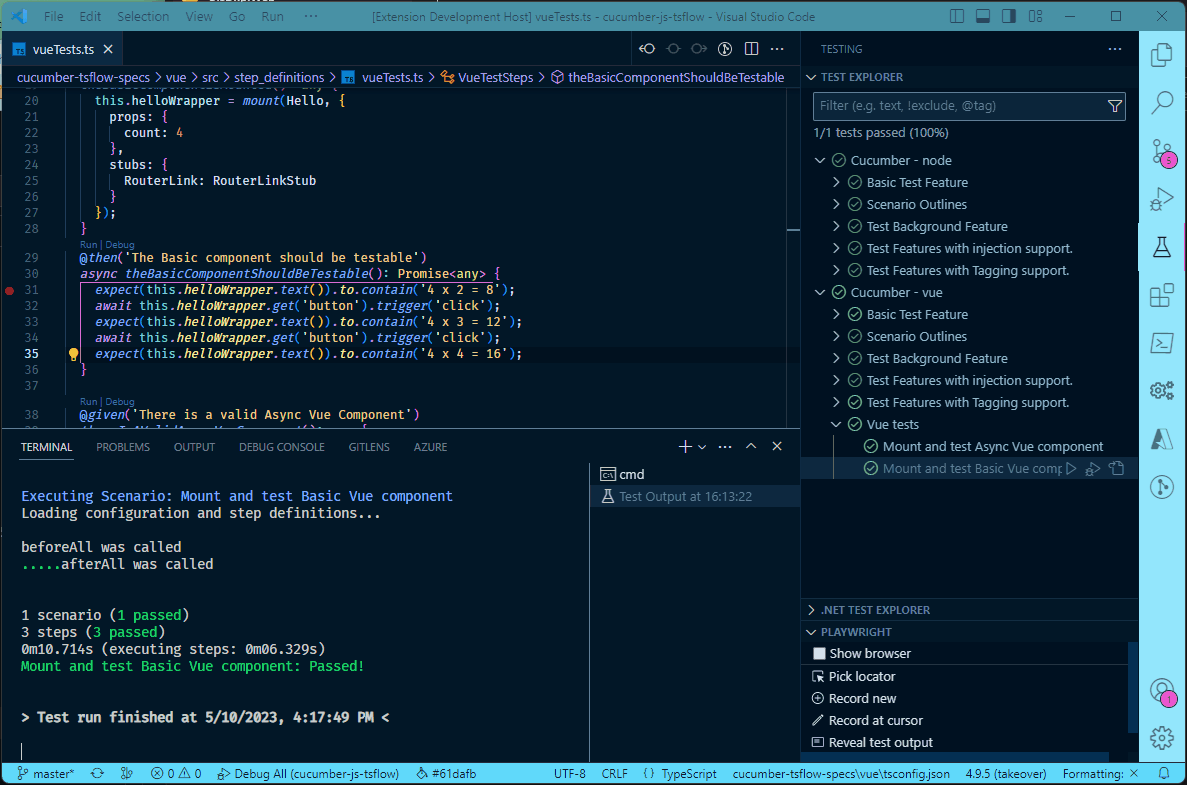 File Edit Selection View Go Run ··· [Extension Development Host] vueTests.ts - cucumber-js-tsflow - Visual Studio Code
TS vueTests.ts
cucumber-tsflow-specs > vue > src > step_definitions > TS vueTests.ts > VueTestSteps > theBasicComponentShouldBeTestable
20 this.helloWrapper = mount(Hello, {
21 props: {
22 count: 4
23 },
24 stubs: {
25 RouterLink: RouterLinkStub
26 }
27 });
28 }
Run | Debug
29 @then('The Basic component should be testable')
30 async theBasicComponentShouldBeTestable(): Promise<any> {
31 expect(this.helloWrapper.text()).to.contain('4 x 2 = 8');
32 await this.helloWrapper.get('button').trigger('click');
33 expect(this.helloWrapper.text()).to.contain('4 x 3 = 12');
34 await this.helloWrapper.get('button').trigger('click');
35 expect(this.helloWrapper.text()).to.contain('4 x 4 = 16');
36 }
37
Run | Debug
38 @given('There is a valid Async Vue Component')
TERMINAL PROBLEMS OUTPUT DEBUG CONSOLE GITLENS AZURE
Executing Scenario: Mount and test Basic Vue component
Loading configuration and step definitions...
beforeAll was called
.....afterAll was called
1 scenario (1 passed)
3 steps (3 passed)
0m10.714s (executing steps: 0m06.329s)
Mount and test Basic Vue component: Passed!
> Test run finished at 5/10/2023, 4:17:49 PM <
cmd
Test Output at 16:13:22
TESTING
TEST EXPLORER
Filter (e.g. text, !exclude, @tag)
1/1 tests passed (100%)
Cucumber - node
Basic Test Feature
Scenario Outlines
Test Background Feature
Test Features with injection support.
Test Features with Tagging support.
Cucumber - vue
Basic Test Feature
Scenario Outlines
Test Background Feature
Test Features with injection support.
Test Features with Tagging support.
Vue tests
Mount and test Async Vue component
Mount and test Basic Vue comp
.NET TEST EXPLORER
PLAYWRIGHT
Show browser
Pick locator
Record new
Record at cursor
Reveal test output
3
1
master* 0 0 Debug All (cucumber-js-tsflow) #61dafb UTF-8 CRLF { } TypeScript cucumber-tsflow-specs\vue\tsconfig.json 4.9.5 (takeover) Formatting: ×